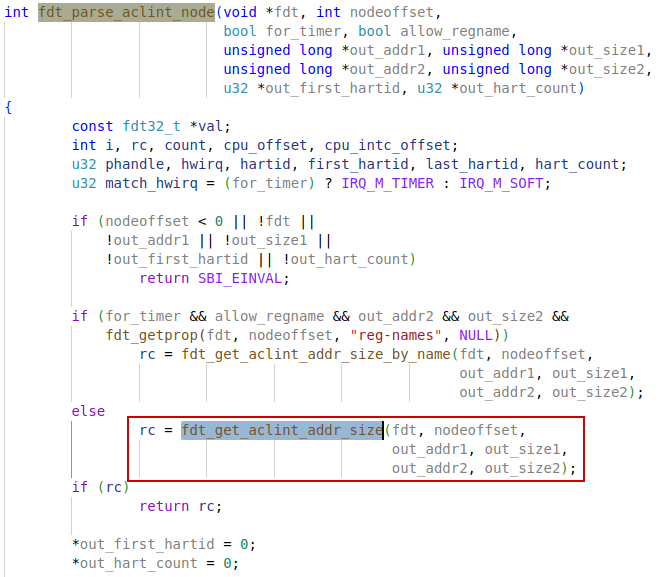 int fdt_parse_aclint_node(void *fdt, int nodeoffset,
bool for_timer, bool allow_regname,
unsigned long *out_addr1, unsigned long *out_size1,
unsigned long *out_addr2, unsigned long *out_size2,
u32 *out_first_hartid, u32 *out_hart_count)
{
const fdt32_t *val;
int i, rc, count, cpu_offset, cpu_intc_offset;
u32 phandle, hwirq, hartid, first_hartid, last_hartid, hart_count;
u32 match_hwirq = (for_timer) ? IRQ_M_TIMER : IRQ_M_SOFT;
if (nodeoffset < 0 || !fdt ||
!out_addr1 || !out_size1 ||
!out_first_hartid || !out_hart_count)
return SBI_EINVAL;
if (for_timer && allow_regname && out_addr2 && out_size2 &&
fdt_getprop(fdt, nodeoffset, "reg-names", NULL))
rc = fdt_get_aclint_addr_size_by_name(fdt, nodeoffset,
out_addr1, out_size1,
out_addr2, out_size2);
else
rc = fdt_get_aclint_addr_size(fdt, nodeoffset,
out_addr1, out_size1,
out_addr2, out_size2);
if (rc)
return rc;
*out_first_hartid = 0;
*out_hart_count = 0;